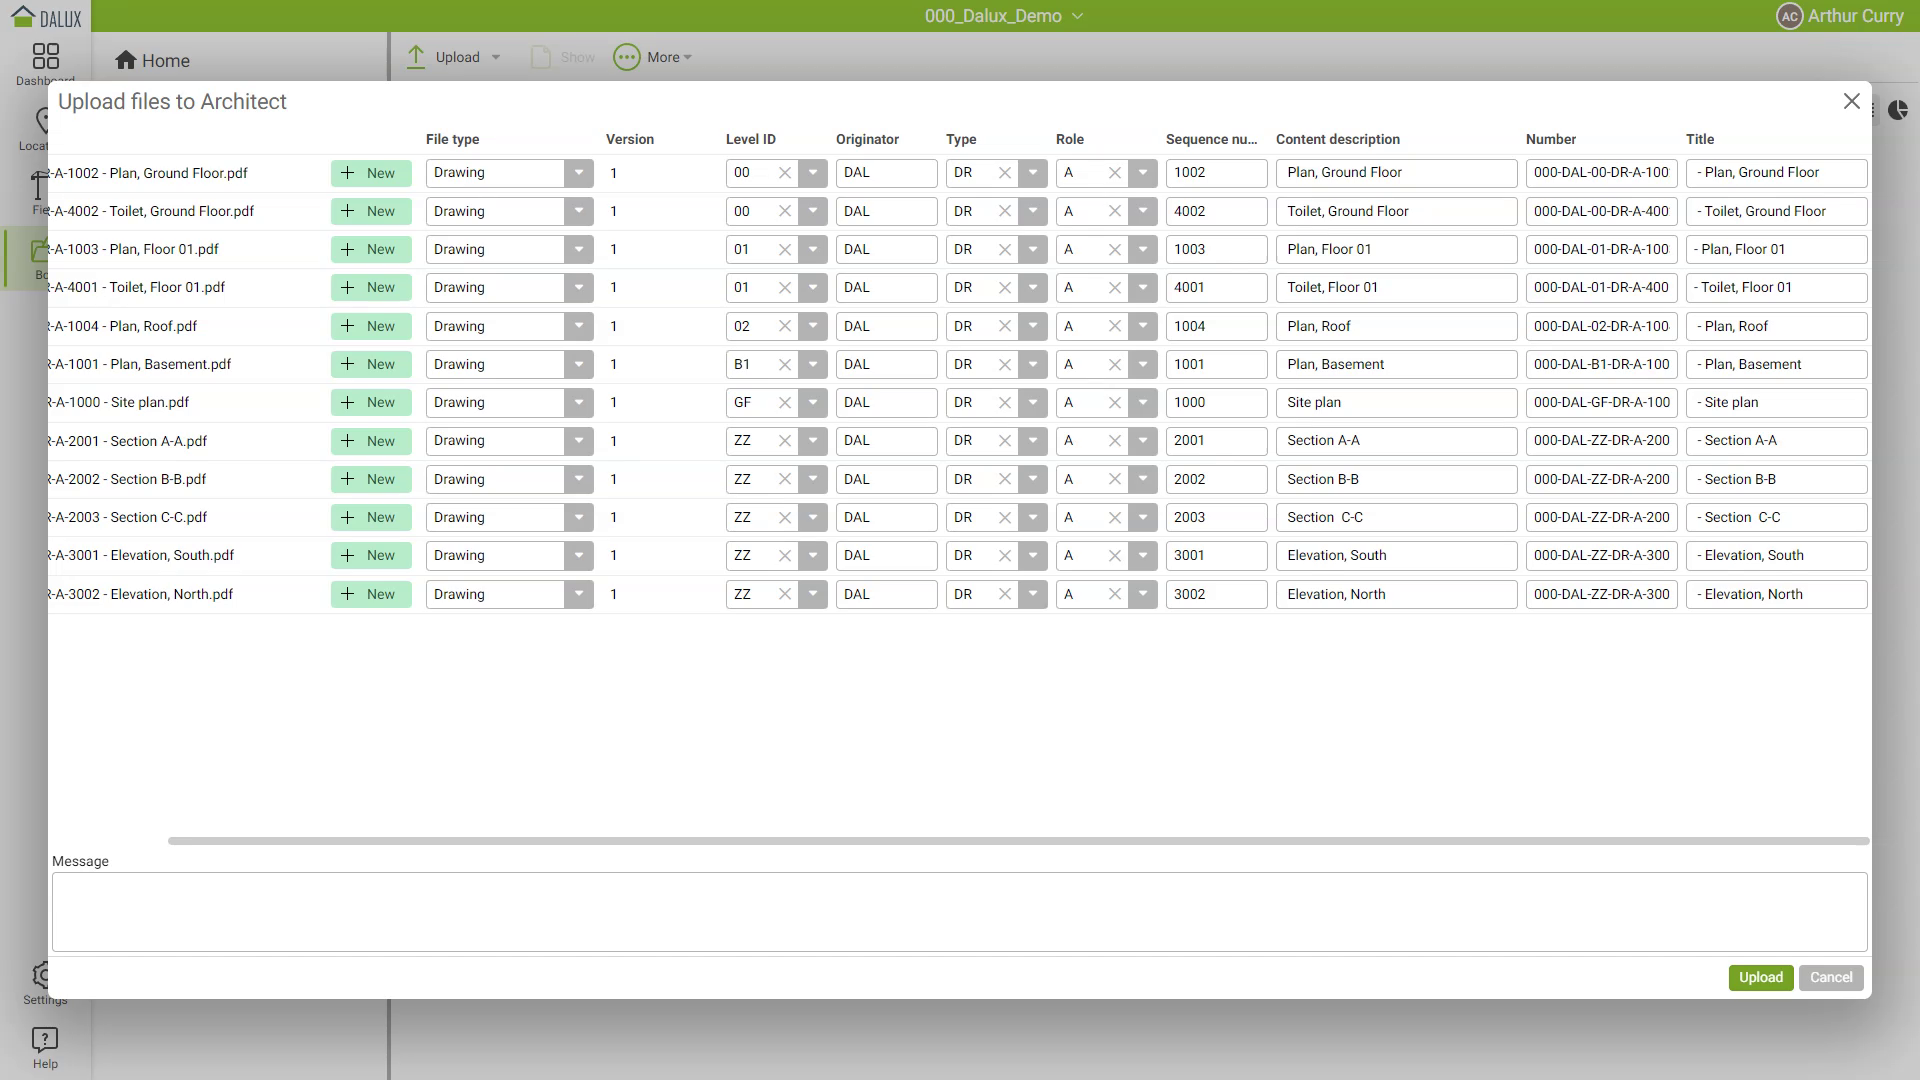 DALUX
000_Dalux_Demo
AC Arthur Curry
Dashboard
Home
Upload
Show
More
Upload files to Architect
File type Version Level ID Originator Type Role Sequence nu... Content description Number Title
R-A-1002 - Plan, Ground Floor.pdf + New Drawing 1 00 DAL DR A 1002 Plan, Ground Floor 000-DAL-00-DR-A-100 - Plan, Ground Floor
R-A-4002 - Toilet, Ground Floor.pdf + New Drawing 1 00 DAL DR A 4002 Toilet, Ground Floor 000-DAL-00-DR-A-400 - Toilet, Ground Floor
R-A-1003 - Plan, Floor 01.pdf + New Drawing 1 01 DAL DR A 1003 Plan, Floor 01 000-DAL-01-DR-A-100 - Plan, Floor 01
R-A-4001 - Toilet, Floor 01.pdf + New Drawing 1 01 DAL DR A 4001 Toilet, Floor 01 000-DAL-01-DR-A-400 - Toilet, Floor 01
R-A-1004 - Plan, Roof.pdf + New Drawing 1 02 DAL DR A 1004 Plan, Roof 000-DAL-02-DR-A-100 - Plan, Roof
R-A-1001 - Plan, Basement.pdf + New Drawing 1 B1 DAL DR A 1001 Plan, Basement 000-DAL-B1-DR-A-100 - Plan, Basement
R-A-1000 - Site plan.pdf + New Drawing 1 GF DAL DR A 1000 Site plan 000-DAL-GF-DR-A-100 - Site plan
R-A-2001 - Section A-A.pdf + New Drawing 1 ZZ DAL DR A 2001 Section A-A 000-DAL-ZZ-DR-A-200 - Section A-A
R-A-2002 - Section B-B.pdf + New Drawing 1 ZZ DAL DR A 2002 Section B-B 000-DAL-ZZ-DR-A-200 - Section B-B
R-A-2003 - Section C-C.pdf + New Drawing 1 ZZ DAL DR A 2003 Section  C-C 000-DAL-ZZ-DR-A-200 - Section  C-C
R-A-3001 - Elevation, South.pdf + New Drawing 1 ZZ DAL DR A 3001 Elevation, South 000-DAL-ZZ-DR-A-300 - Elevation, South
R-A-3002 - Elevation, North.pdf + New Drawing 1 ZZ DAL DR A 3002 Elevation, North 000-DAL-ZZ-DR-A-300 - Elevation, North
Locat
Fie
Bo
Message
Upload
Cancel
Settings
Help